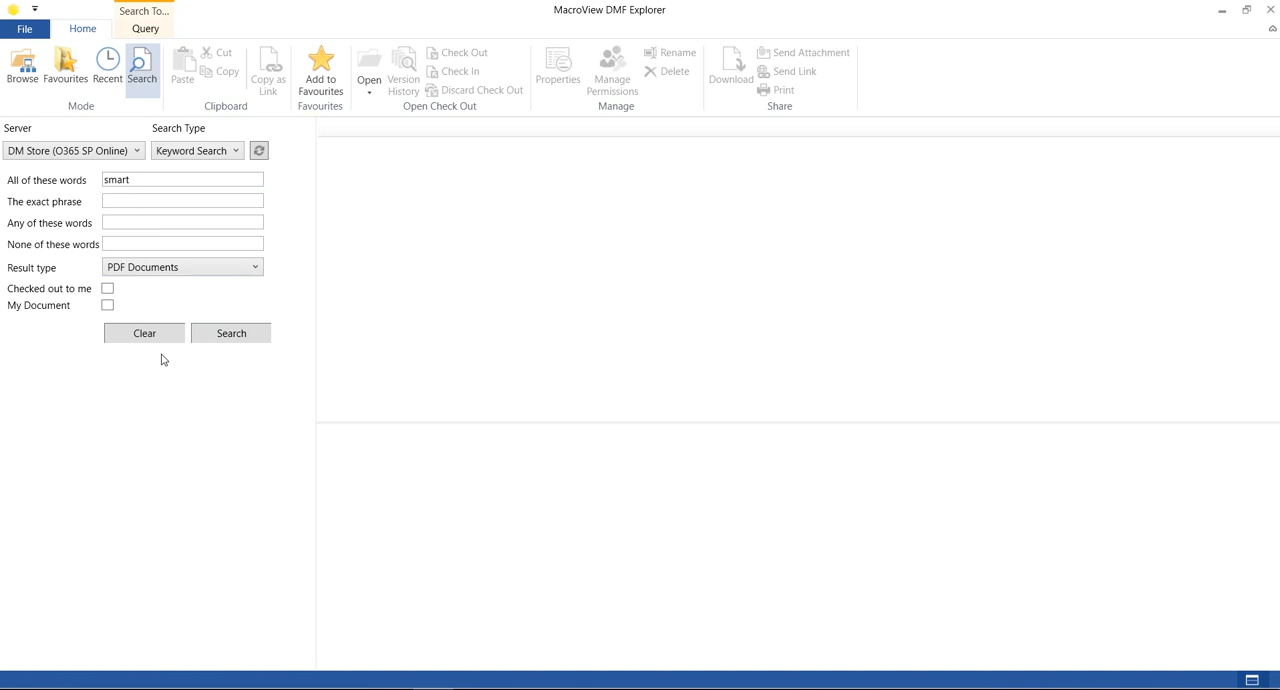 Search To...
MacroView DMF Explorer
File
Home
Query
Browse
Favourites
Recent
Search
Mode
Paste
Cut
Copy
Copy as
Link
Clipboard
Add to
Favourites
Favourites
Open
Version
History
Check Out
Check In
Discard Check Out
Open Check Out
Properties
Manage
Permissions
Rename
Delete
Manage
Download
Send Attachment
Send Link
Print
Share
Server
Search Type
DM Store (O365 SP Online)
Keyword Search
All of these words
smart
The exact phrase
Any of these words
None of these words
Result type
PDF Documents
Checked out to me
My Document
Clear
Search